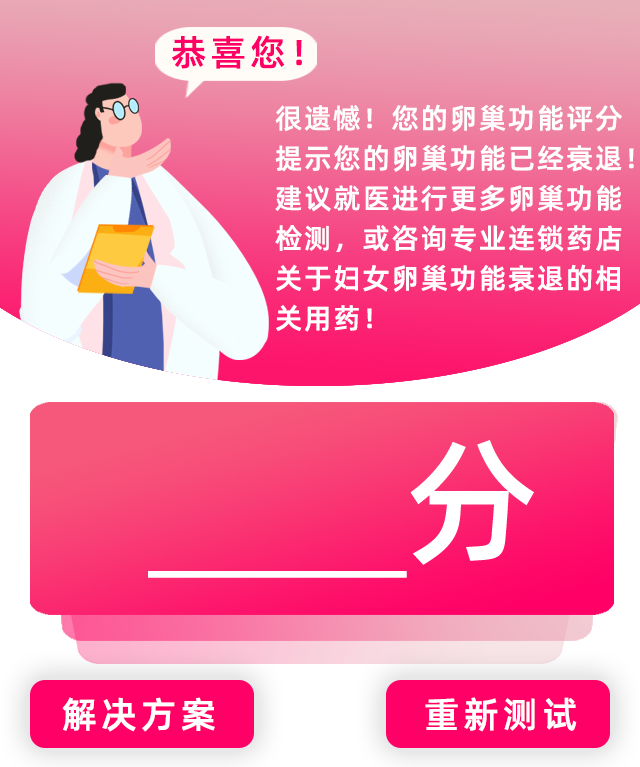 恭喜您！
很遗憾！您的卵巢功能评分
提示您的卵巢功能已经衰退！
建议就医进行更多卵巢功能
检测，或咨询专业连锁药店
关于妇女卵巢功能衰退的相
关用药！
____分
解决方案
重新测试